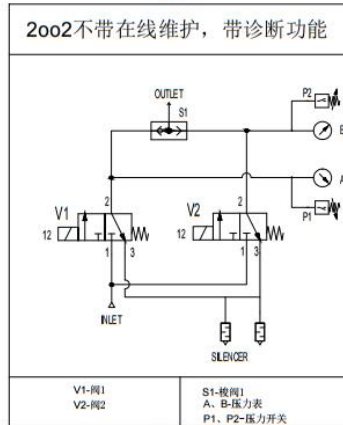 2oo2不带在线维护，带诊断功能
OUTLET
S1
P2
B
A
P1
V1
2
12
1 3
V2
2
12
1 3
INLET
SILENCER
V1-阀1
V2-阀2
S1-梭阀1
A、B-压力表
P1、P2-压力开关